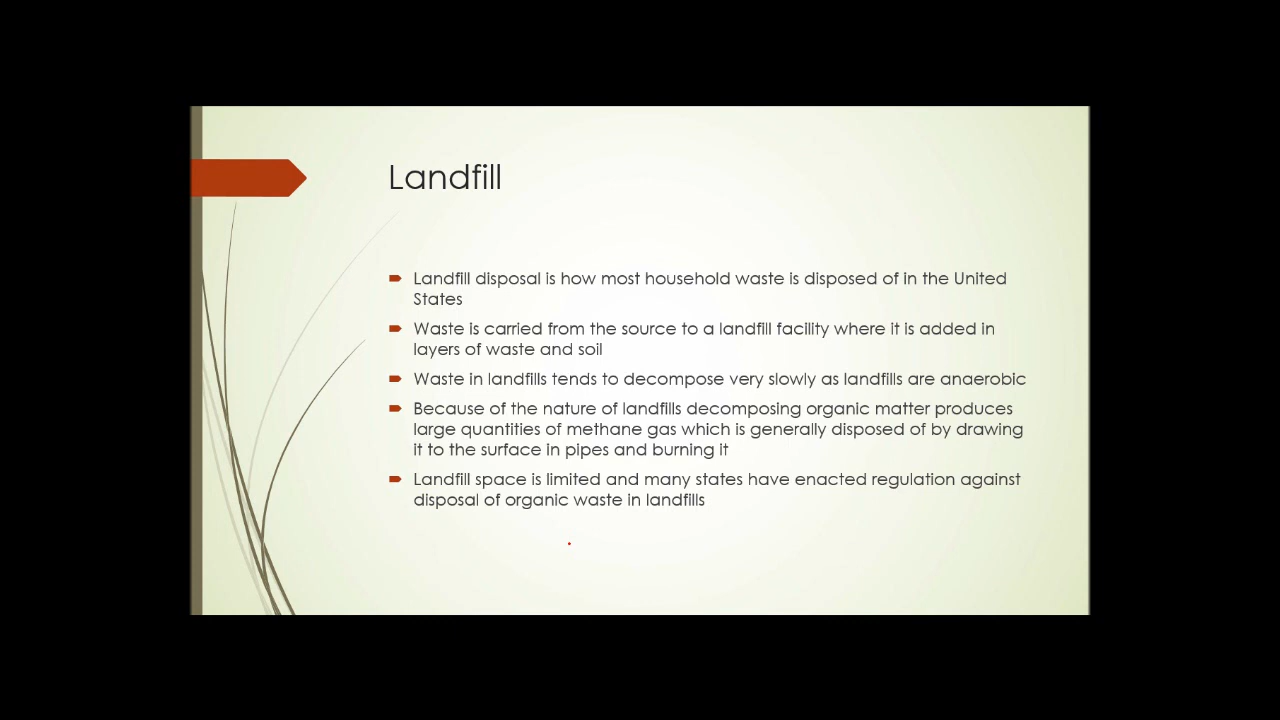 Landfill
Landfill disposal is how most household waste is disposed of in the United
States
Waste is carried from the source to a landfill facility where it is added in
layers of waste and soil
Waste in landfills tends to decompose very slowly as landfills are anaerobic
Because of the nature of landfills decomposing organic matter produces
large quantities of methane gas which is generally disposed of by drawing
it to the surface in pipes and burning it
Landfill space is limited and many states have enacted regulation against
disposal of organic waste in landfills